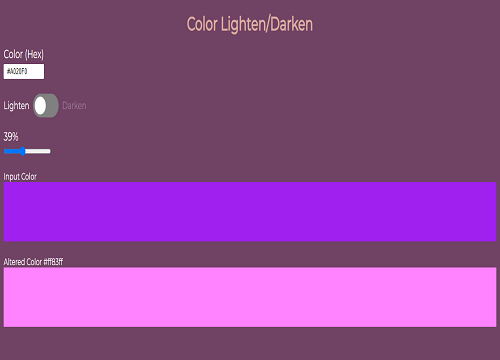 Color Lighten/Darken
Color (Hex)
#A020F0
Lighten Darken
39%
Input Color
Altered Color #ff83ff